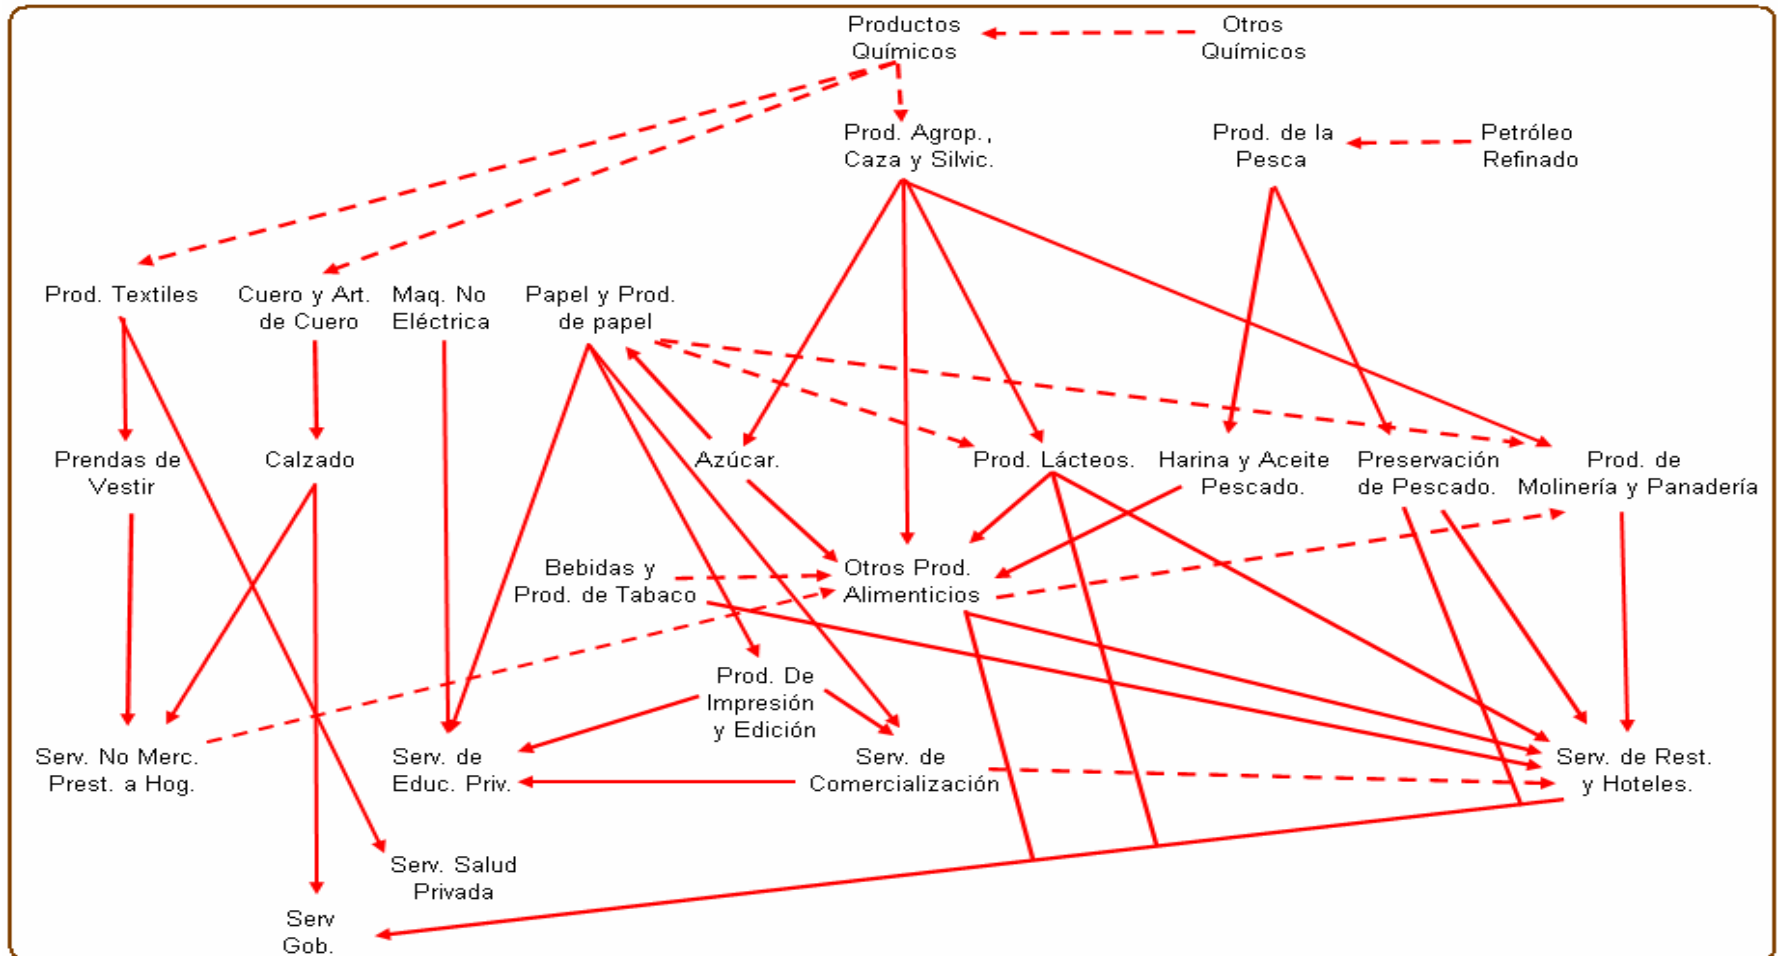 Productos
Químicos
Otros
Químicos
Prod. Agrop.,
Caza y Silvic.
Prod. de la
Pesca
Petróleo
Refinado
Prod. Textiles
Cuero y Art.
de Cuero
Maq. No
Eléctrica
Papel y Prod.
de papel
Prendas de
Vestir
Calzado
Azúcar.
Prod. Lácteos.
Harina y Aceite
Pescado.
Preservación
de Pescado.
Prod. de
Molinería y Panadería
Bebidas y
Prod. de Tabaco
Otros Prod.
Alimenticios
Prod. De
Impresión
y Edición
Serv. No Merc.
Prest. a Hog.
Serv. de
Educ. Priv.
Serv. de
Comercialización
Serv. de Rest.
y Hoteles.
Serv. Salud
Privada
Serv
Gob.